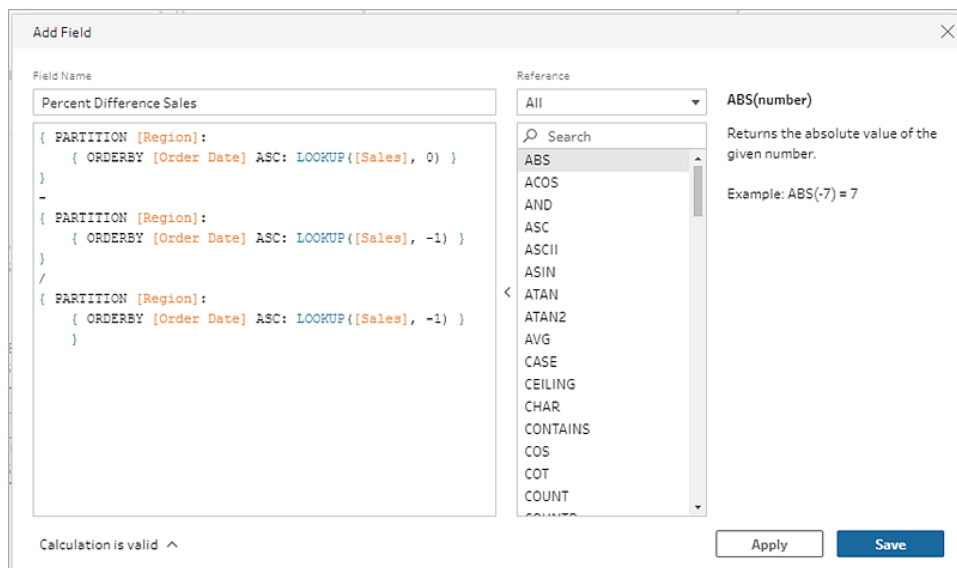 Add Field
Field Name
Percent Difference Sales
{ PARTITION [Region]:
{ ORDERBY [Order Date] ASC: LOOKUP([Sales], 0) }
}
-
{ PARTITION [Region]:
{ ORDERBY [Order Date] ASC: LOOKUP([Sales], -1) }
}
/
{ PARTITION [Region]:
{ ORDERBY [Order Date] ASC: LOOKUP([Sales], -1) }
}
Reference
All
Search
ABS
ACOS
AND
ASC
ASCII
ASIN
ATAN
ATAN2
AVG
CASE
CEILING
CHAR
CONTAINS
COS
COT
COUNT
ABS(number)
Returns the absolute value of the
given number.
Example: ABS(-7) = 7
Calculation is valid
Apply
Save